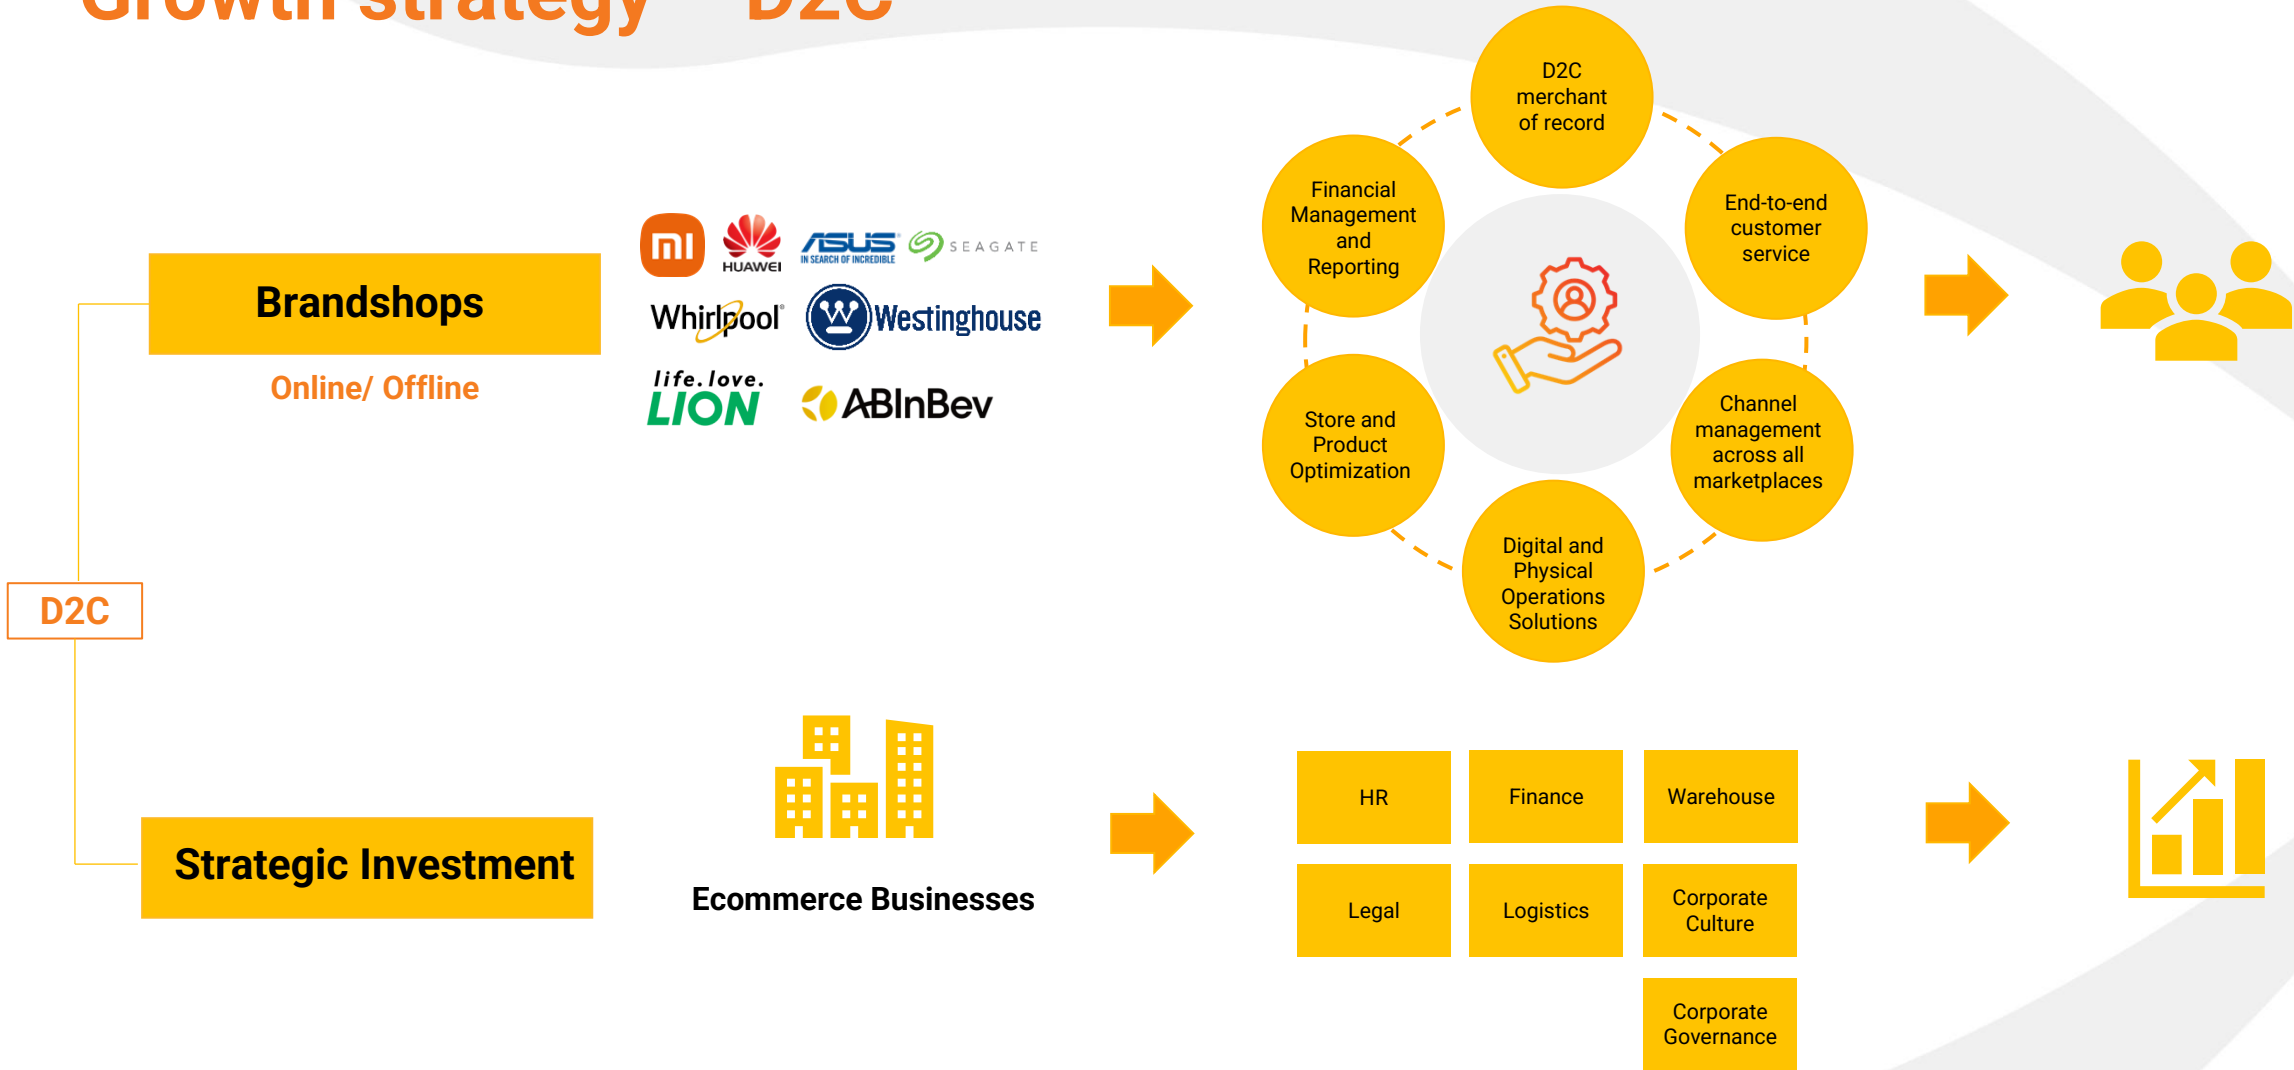 Growth strategy – D2C
D2C
merchant
of record
Financial
Management
and
Reporting
End-to-end
customer
service
mi
HUAWEI
ASUS
IN SEARCH OF INCREDIBLE
SEAGATE
Brandshops
Whirlpool
W
Westinghouse
Online/ Offline
life.love.
LION
ABInBev
Store and
Product
Optimization
Channel
management
across all
marketplaces
Digital and
Physical
Operations
Solutions
D2C
Strategic Investment
Ecommerce Businesses
HR
Finance
Warehouse
Legal
Logistics
Corporate
Culture
Corporate
Governance